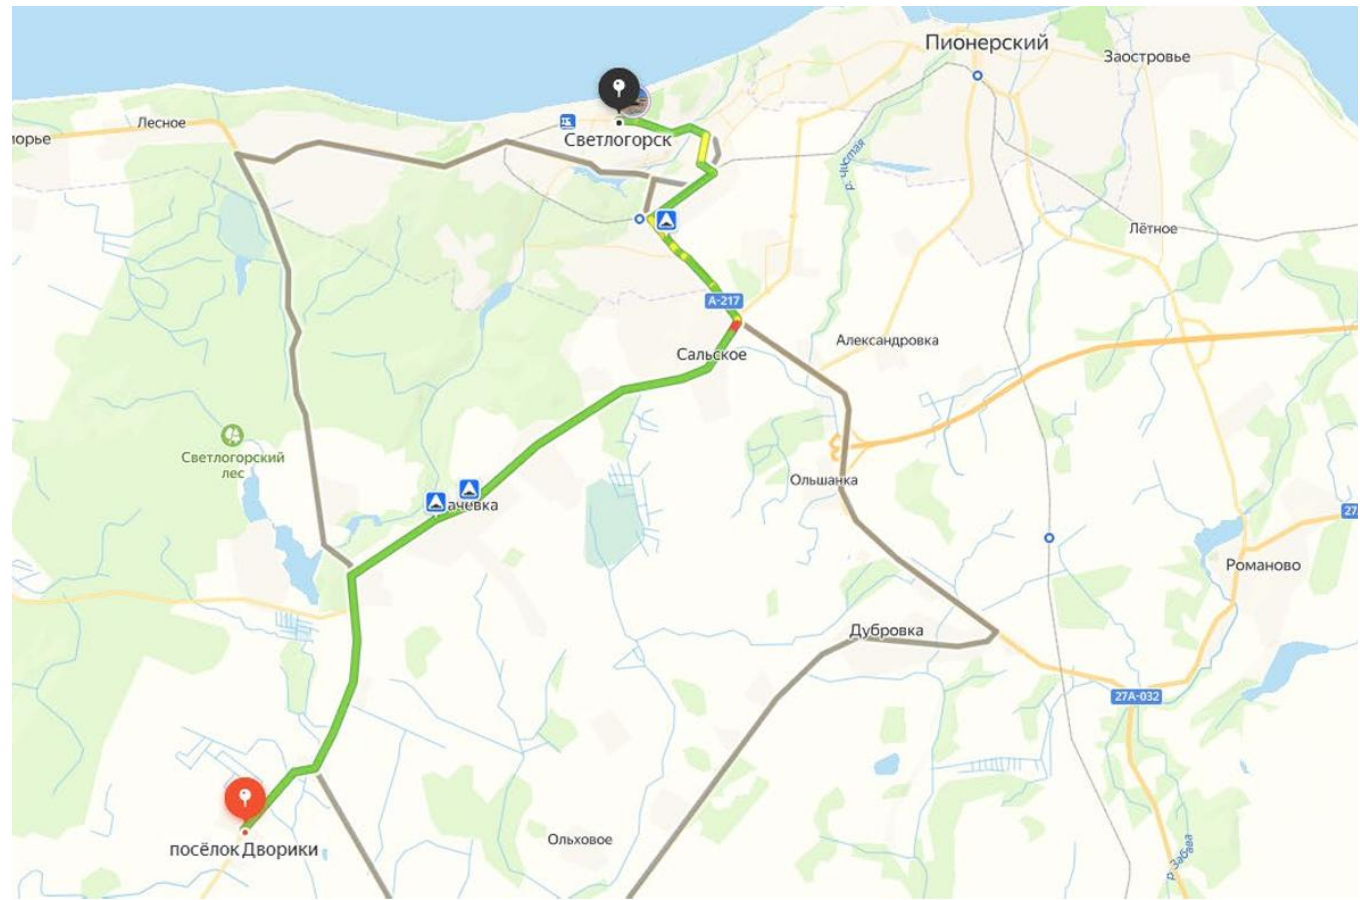 Пионерский
Заостровье
Лесное
морье
Светлогорск
р. Чистая
Лётное
А-217
Александровка
Сальское
Светлогорский
лес
Ольшанка
ачевка
27
Романово
Дубровка
27А-032
Ольховое
посёлок Дворики
р. Забава